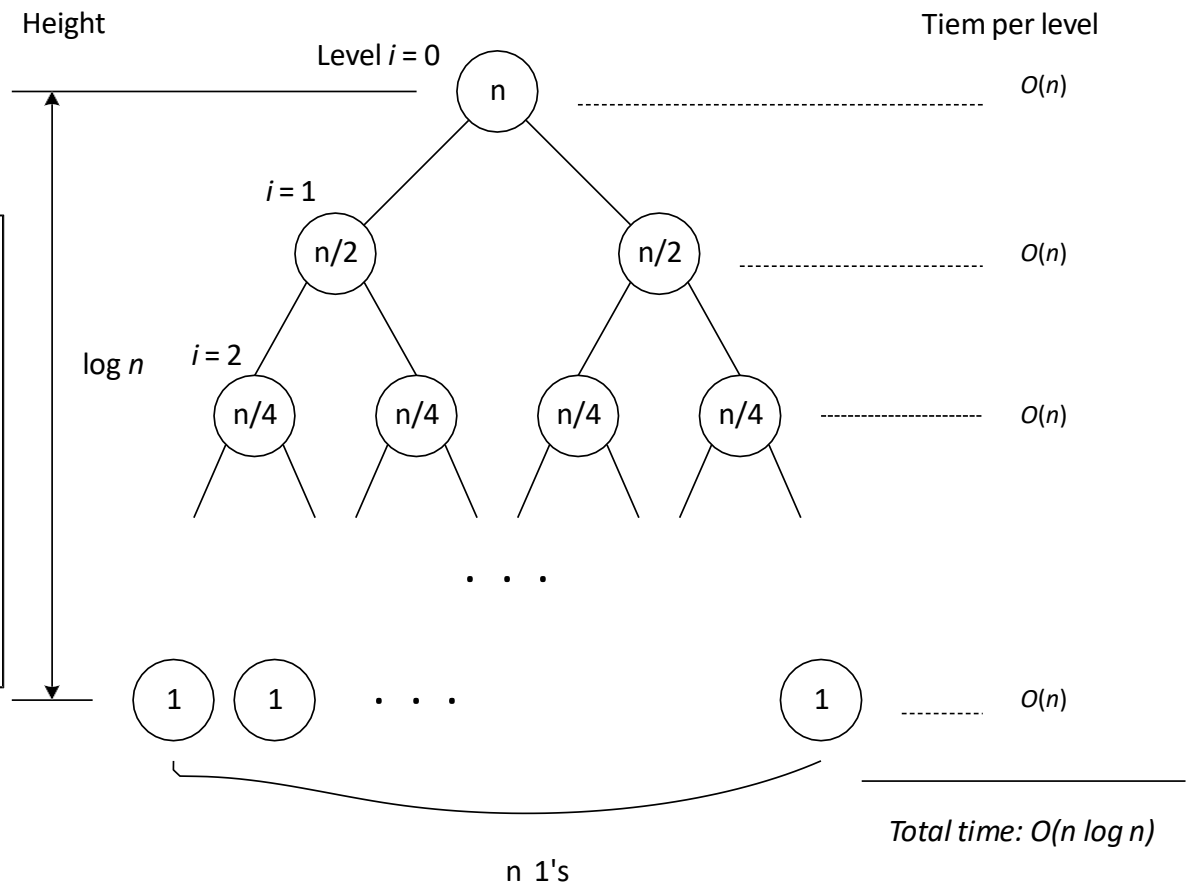 Height
Tiem per level
Level i = 0
n
O(n)
i = 1
n/2
n/2
O(n)
log n
i = 2
n/4
n/4
n/4
n/4
O(n)
. . .
1
1
. . .
1
O(n)
Total time: O(n log n)
n 1's